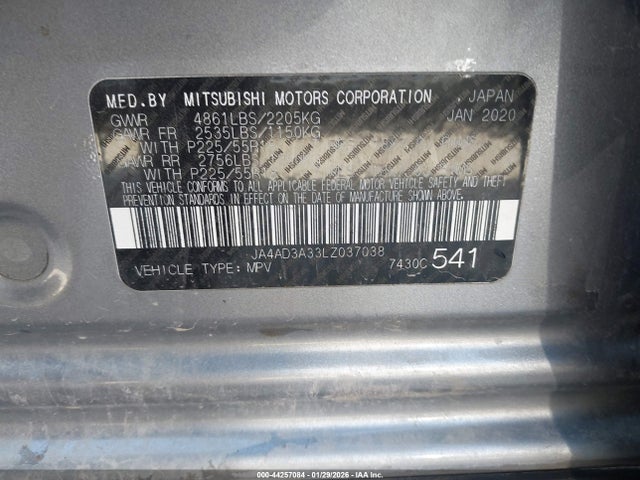 MFD.BY MITSUBISHI MOTORS CORPORATION JAPAN
GVWR 4861LBS/2205KG JAN 2020
GAWR FR 2535LBS/1150KG
WITH P225/55R
GAWR RR 2756LBS
WITH P225/55R
THIS VEHICLE CONFORMS TO ALL APPLICABLE FEDERAL MOTOR VEHICLE SAFETY AND THEFT
PREVENTION STANDARDS IN EFFECT ON THE DATE OF MANUFACTURE SHOWN ABOVE.
JA4AD3A33LZ037038
VEHICLE TYPE: MPV 7430C 541
000-44257084 | 01/29/2026 - IAA Inc.